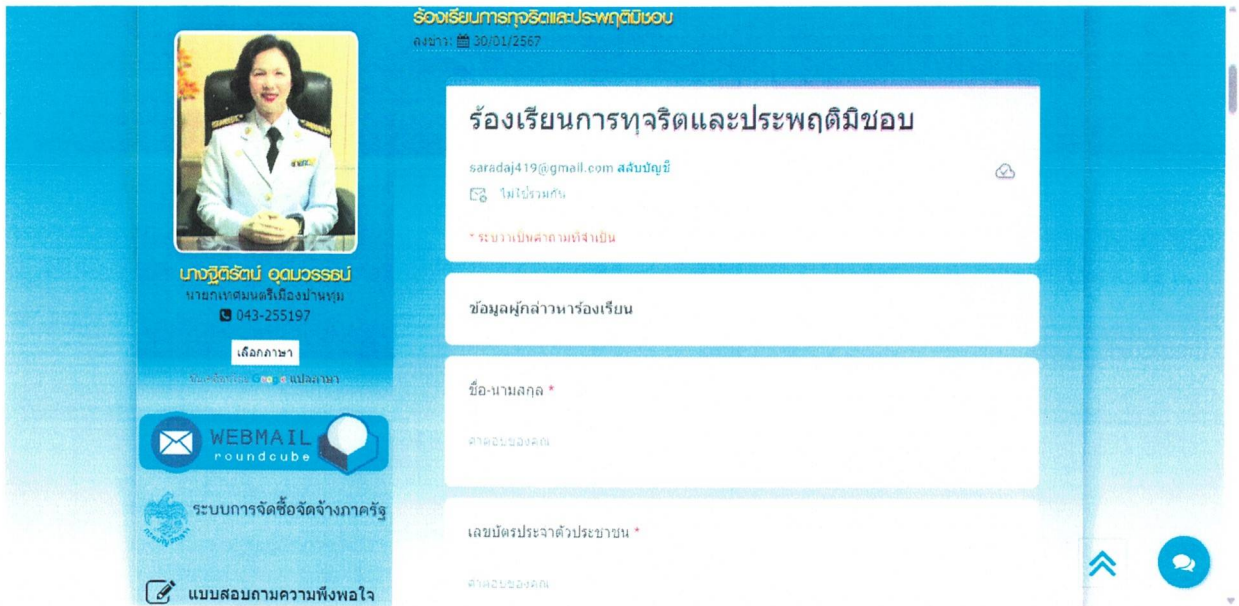 ร้องเรียนการทุจริตและประพฤติมิชอบ
ลงข่าว: 30/01/2567
ร้องเรียนการทุจริตและประพฤติมิชอบ
saradaj419@gmail.com สลับบัญชี
ไม่ใช่ร่วมกัน
* ระบุว่าเป็นคำถามที่จำเป็น
ข้อมูลผู้กล่าวหาร้องเรียน
ชื่อ-นามสกุล *
คำตอบของคุณ
เลขบัตรประจำตัวประชาชน *
คำตอบของคุณ
นางฐิติรัตน์ อุดมวรรธน์
นายกเทศมนตรีเมืองบ้านทุ่ม
043-255197
เลือกภาษา
Google แปลภาษา
WEBMAIL
roundcube
ระบบการจัดซื้อจัดจ้างภาครัฐ
แบบสอบถามความพึงพอใจ